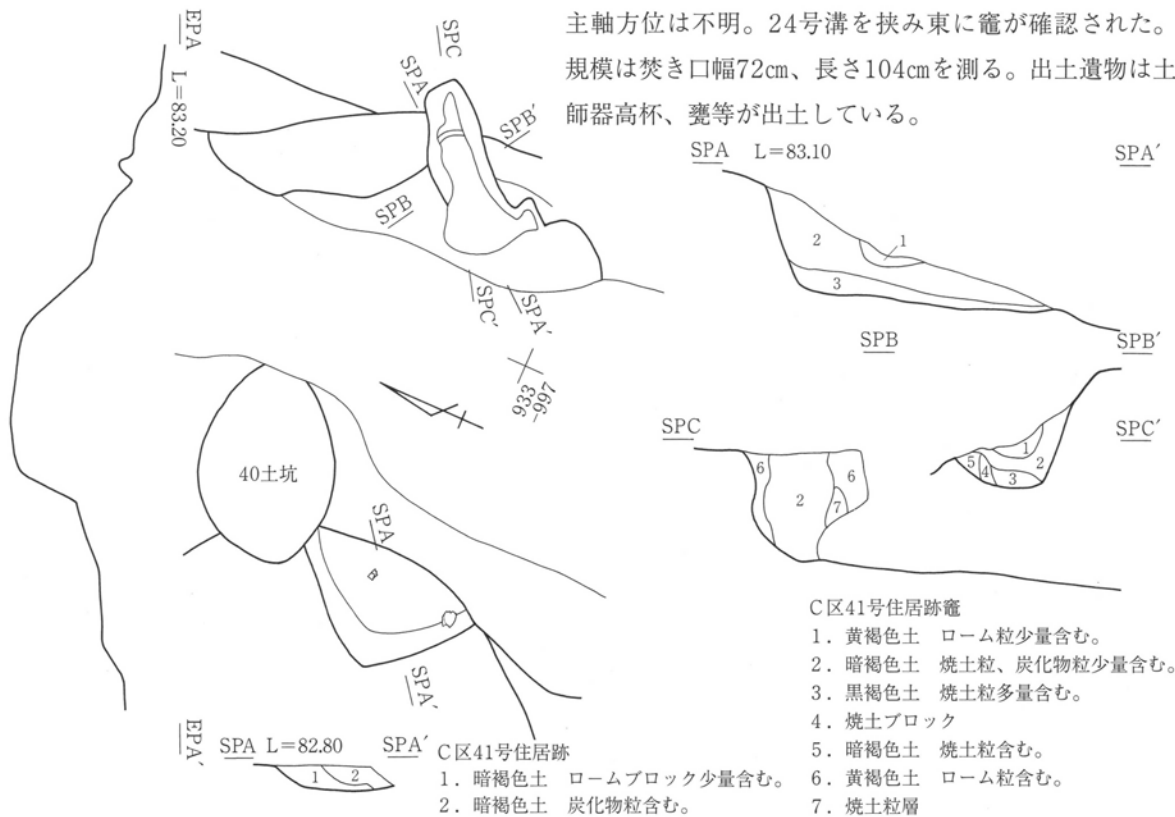 主軸方位は不明。24号溝を挟み東に竈が確認された。
規模は焚き口幅72㎝、長さ104㎝を測る。出土遺物は土
師器高杯、甕等が出土している。
EPA
L=83.20
SPC
SPA
SPB'
SPB
SPC'
SPA'
SPA L=83.10
SPA'
1
2
3
SPB
SPB'
1
2
3
4
5
SPC
SPC'
6
2
6
7
933
-997
40土坑
SPA
SPA'
EPA'
SPA L=82.80
SPA'
1
2
C区41号住居跡
1．暗褐色土　ロームブロック少量含む。
2．暗褐色土　炭化物粒含む。
C区41号住居跡竈
1．黄褐色土　ローム粒少量含む。
2．暗褐色土　焼土粒、炭化物粒少量含む。
3．黒褐色土　焼土粒多量含む。
4．焼土ブロック
5．暗褐色土　焼土粒含む。
6．黄褐色土　ローム粒含む。
7．焼土粒層